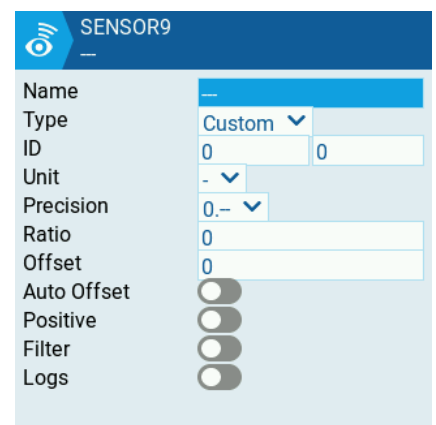 SENSOR9
---
Name ---
Type Custom
ID 0 0
Unit -
Precision 0.--
Ratio 0
Offset 0
Auto Offset
Positive
Filter
Logs